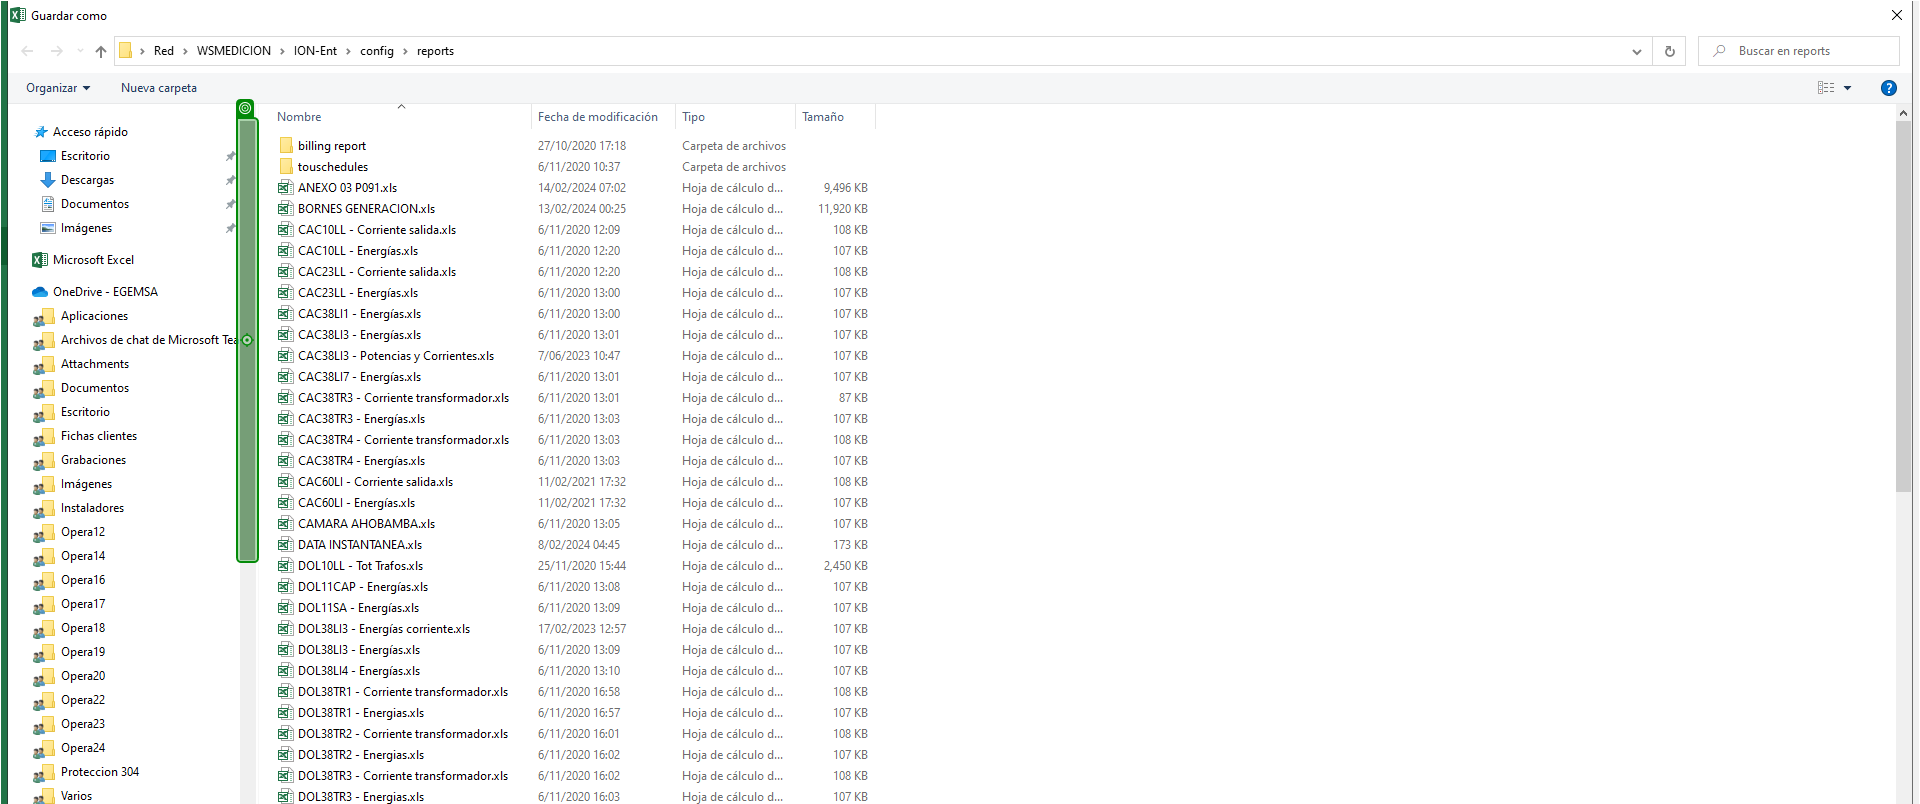 Guardar como
Red > WSMEDICION > ION-Ent > config > reports
Buscar en reports
Organizar
Nueva carpeta
Acceso rápido
Escritorio
Descargas
Documentos
Imágenes
Microsoft Excel
OneDrive - EGEMSA
Aplicaciones
Archivos de chat de Microsoft Tea
Attachments
Documentos
Escritorio
Fichas clientes
Grabaciones
Imágenes
Instaladores
Opera12
Opera14
Opera16
Opera17
Opera18
Opera19
Opera20
Opera22
Opera23
Opera24
Proteccion 304
Varios
Nombre Fecha de modificación Tipo Tamaño
billing report 27/10/2020 17:18 Carpeta de archivos
touschedules 6/11/2020 10:37 Carpeta de archivos
ANEXO 03 P091.xls 14/02/2024 07:02 Hoja de cálculo d... 9,496 KB
BORNES GENERACION.xls 13/02/2024 00:25 Hoja de cálculo d... 11,920 KB
CAC10LL - Corriente salida.xls 6/11/2020 12:09 Hoja de cálculo d... 108 KB
CAC10LL - Energías.xls 6/11/2020 12:20 Hoja de cálculo d... 107 KB
CAC23LL - Corriente salida.xls 6/11/2020 12:20 Hoja de cálculo d... 108 KB
CAC23LL - Energías.xls 6/11/2020 13:00 Hoja de cálculo d... 107 KB
CAC38LI1 - Energías.xls 6/11/2020 13:00 Hoja de cálculo d... 107 KB
CAC38LI3 - Energías.xls 6/11/2020 13:01 Hoja de cálculo d... 107 KB
CAC38LI3 - Potencias y Corrientes.xls 7/06/2023 10:47 Hoja de cálculo d... 107 KB
CAC38LI7 - Energías.xls 6/11/2020 13:01 Hoja de cálculo d... 107 KB
CAC38TR3 - Corriente transformador.xls 6/11/2020 13:01 Hoja de cálculo d... 87 KB
CAC38TR3 - Energías.xls 6/11/2020 13:03 Hoja de cálculo d... 107 KB
CAC38TR4 - Corriente transformador.xls 6/11/2020 13:03 Hoja de cálculo d... 108 KB
CAC38TR4 - Energías.xls 6/11/2020 13:03 Hoja de cálculo d... 107 KB
CAC60LI - Corriente salida.xls 11/02/2021 17:32 Hoja de cálculo d... 108 KB
CAC60LI - Energías.xls 11/02/2021 17:32 Hoja de cálculo d... 107 KB
CAMARA AHOBAMBA.xls 6/11/2020 13:05 Hoja de cálculo d... 107 KB
DATA INSTANTANEA.xls 8/02/2024 04:45 Hoja de cálculo d... 173 KB
DOL10LL - Tot Trafos.xls 25/11/2020 15:44 Hoja de cálculo d... 2,450 KB
DOL11CAP - Energías.xls 6/11/2020 13:08 Hoja de cálculo d... 107 KB
DOL11SA - Energías.xls 6/11/2020 13:09 Hoja de cálculo d... 107 KB
DOL38LI3 - Energías corriente.xls 17/02/2023 12:57 Hoja de cálculo d... 107 KB
DOL38LI3 - Energías.xls 6/11/2020 13:09 Hoja de cálculo d... 107 KB
DOL38LI4 - Energías.xls 6/11/2020 13:10 Hoja de cálculo d... 107 KB
DOL38TR1 - Corriente transformador.xls 6/11/2020 16:58 Hoja de cálculo d... 108 KB
DOL38TR1 - Energias.xls 6/11/2020 16:57 Hoja de cálculo d... 107 KB
DOL38TR2 - Corriente transformador.xls 6/11/2020 16:01 Hoja de cálculo d... 108 KB
DOL38TR2 - Energias.xls 6/11/2020 16:02 Hoja de cálculo d... 107 KB
DOL38TR3 - Corriente transformador.xls 6/11/2020 16:02 Hoja de cálculo d... 108 KB
DOL38TR3 - Energias.xls 6/11/2020 16:03 Hoja de cálculo d... 107 KB